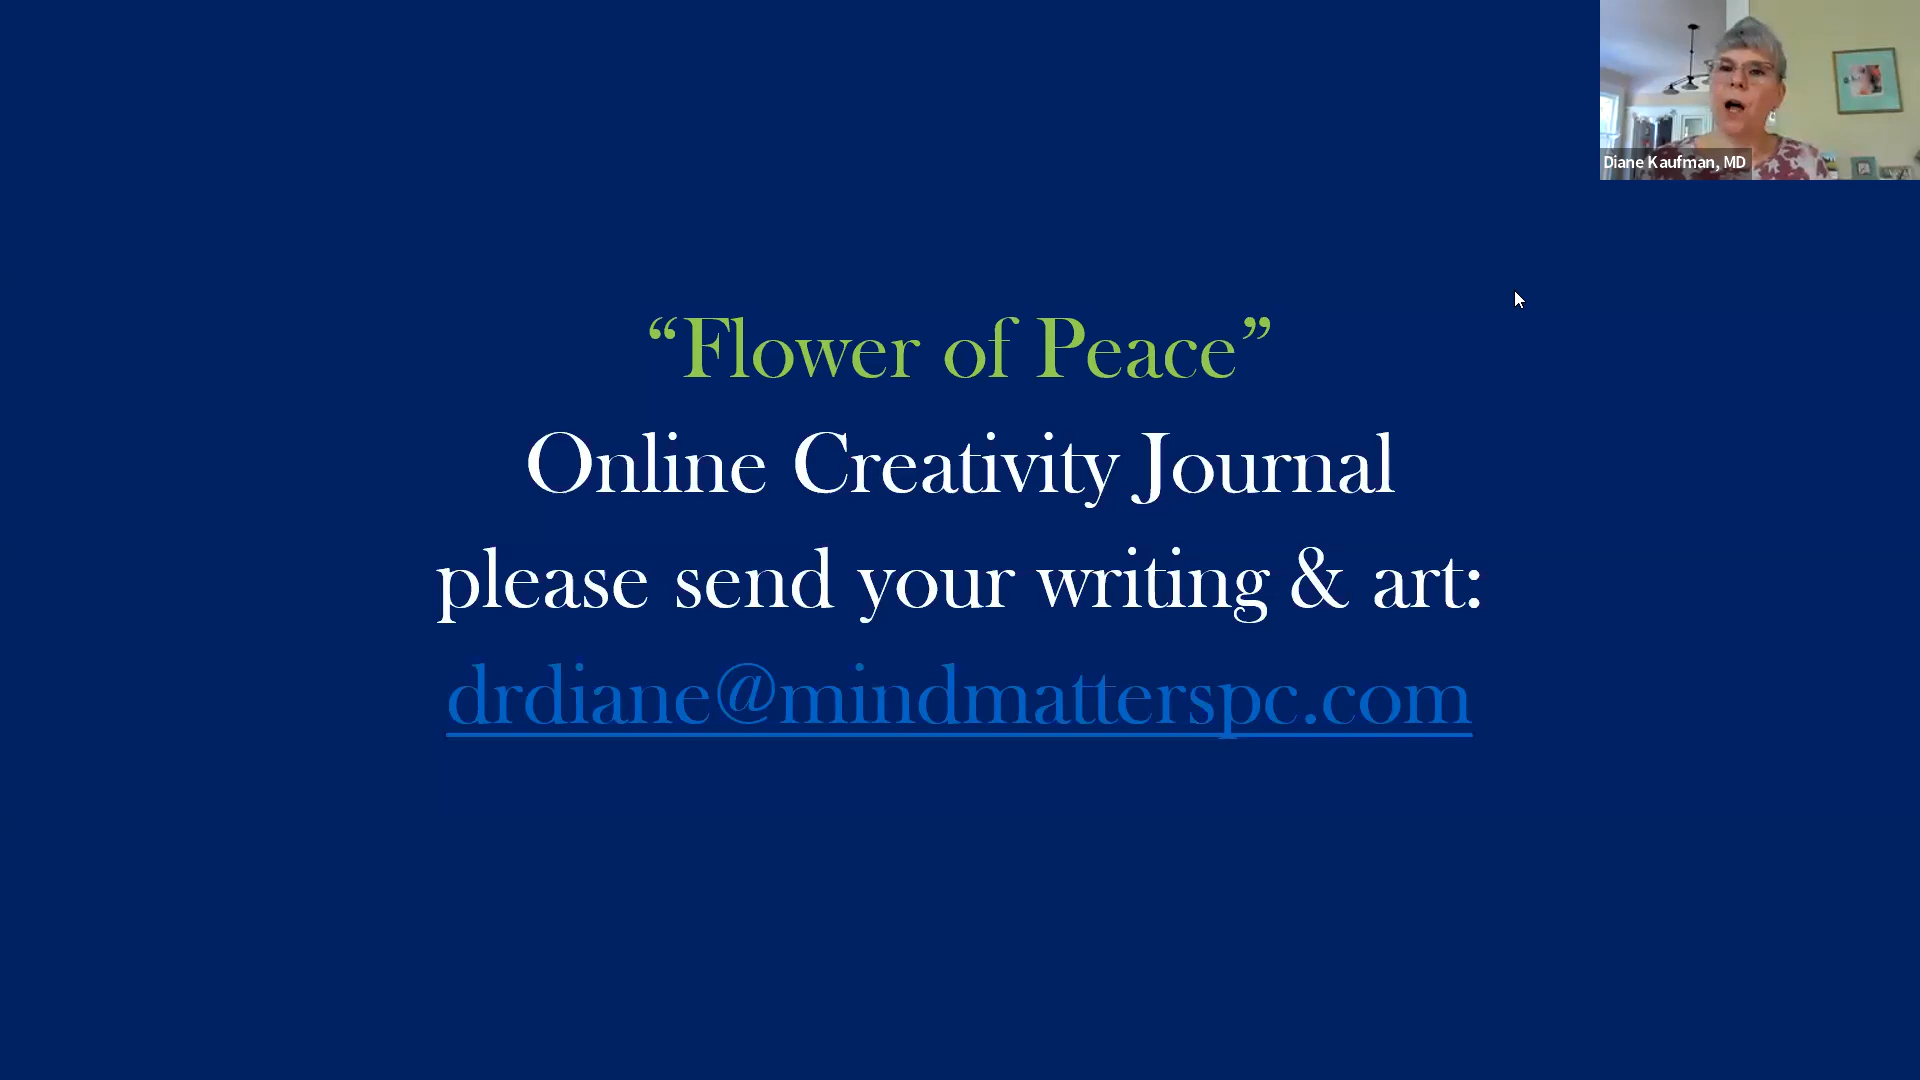 Diane Kaufman, MD
“Flower of Peace”
Online Creativity Journal
please send your writing & art:
drdiane@mindmatterspc.com